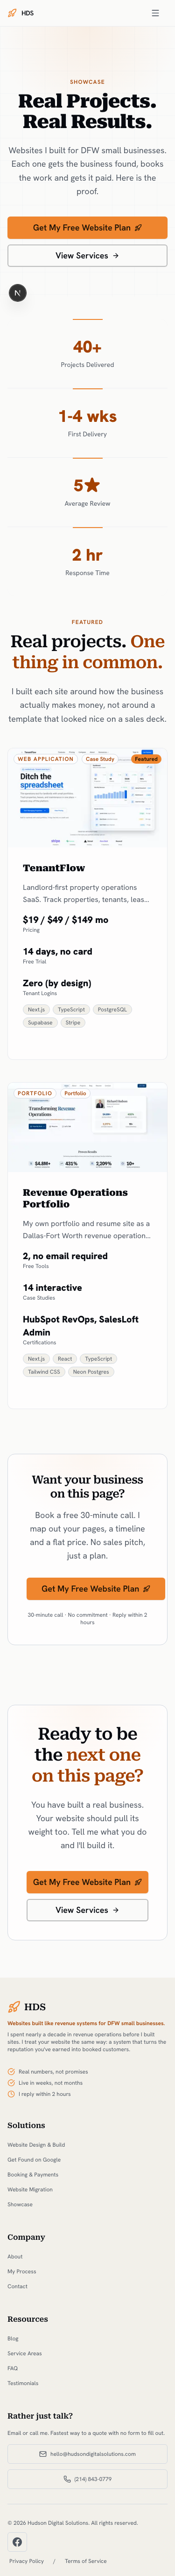 HDS
SHOWCASE
Real Projects.
Real Results.
Websites I built for DFW small businesses.
Each one gets the business found, books
the work and gets it paid. Here is the
proof.
Get My Free Website Plan
View Services →
N
40+
Projects Delivered
1-4 wks
First Delivery
5★
Average Review
2 hr
Response Time
FEATURED
Real projects. One
thing in common.
I built each site around how the business
actually makes money, not around a
template that looked nice on a sales deck.
WEB APPLICATION
Case Study
Featured
Ditch the
spreadsheets.
TenantFlow
Landlord-first property operations
SaaS. Track properties, tenants, leas...
$19 / $49 / $149 mo
Pricing
14 days, no card
Free Trial
Zero (by design)
Tenant Logins
Next.js TypeScript PostgreSQL
Supabase Stripe
PORTFOLIO
Portfolio
Transforming Revenue
Operations
$4.8M+ 431% 2,209% 10+
Revenue Operations
Portfolio
My own portfolio and resume site as a
Dallas-Fort Worth revenue operation...
2, no email required
Free Tools
14 interactive
Case Studies
HubSpot RevOps, SalesLoft
Admin
Certifications
Next.js React TypeScript
Tailwind CSS Neon Postgres
Want your business
on this page?
Book a free 30-minute call. I
map out your pages, a timeline
and a flat price. No sales pitch,
just a plan.
Get My Free Website Plan
30-minute call · No commitment · Reply within 2
hours
Ready to be
the next one
on this page?
You have built a real business.
Your website should pull its
weight too. Tell me what you do
and I'll build it.
Get My Free Website Plan
View Services →
HDS
Websites built like revenue systems for DFW small businesses.
I spent nearly a decade in revenue operations before I built
sites. I treat your website the same way: a system that turns the
reputation you've earned into booked customers.
Real numbers, not promises
Live in weeks, not months
I reply within 2 hours
Solutions
Website Design & Build
Get Found on Google
Booking & Payments
Website Migration
Showcase
Company
About
My Process
Contact
Resources
Blog
Service Areas
FAQ
Testimonials
Rather just talk?
Email or call me. Fastest way to a quote with no form to fill out.
hello@hudsondigitalsolutions.com
(214) 843-0779
© 2026 Hudson Digital Solutions. All rights reserved.
Privacy Policy / Terms of Service